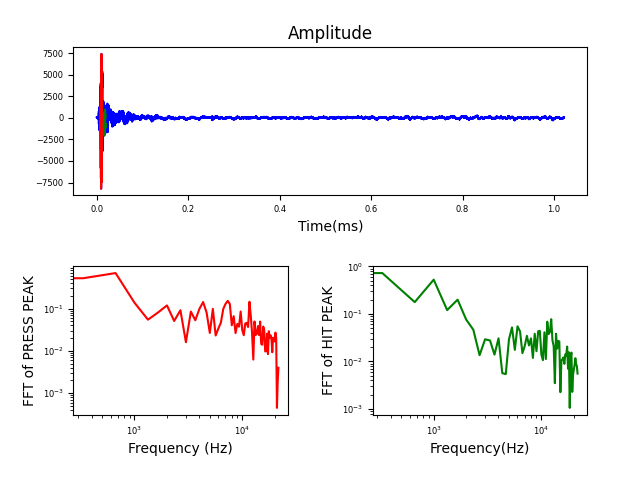 Amplitude
7500
5000
2500
0
−2500
−5000
−7500
0.0 0.2 0.4 0.6 0.8 1.0
Time(ms)
FFT of PRESS PEAK
10⁻¹
10⁻²
10⁻³
10³ 10⁴
Frequency (Hz)
FFT of HIT PEAK
10⁰
10⁻¹
10⁻²
10⁻³
10³ 10⁴
Frequency(Hz)